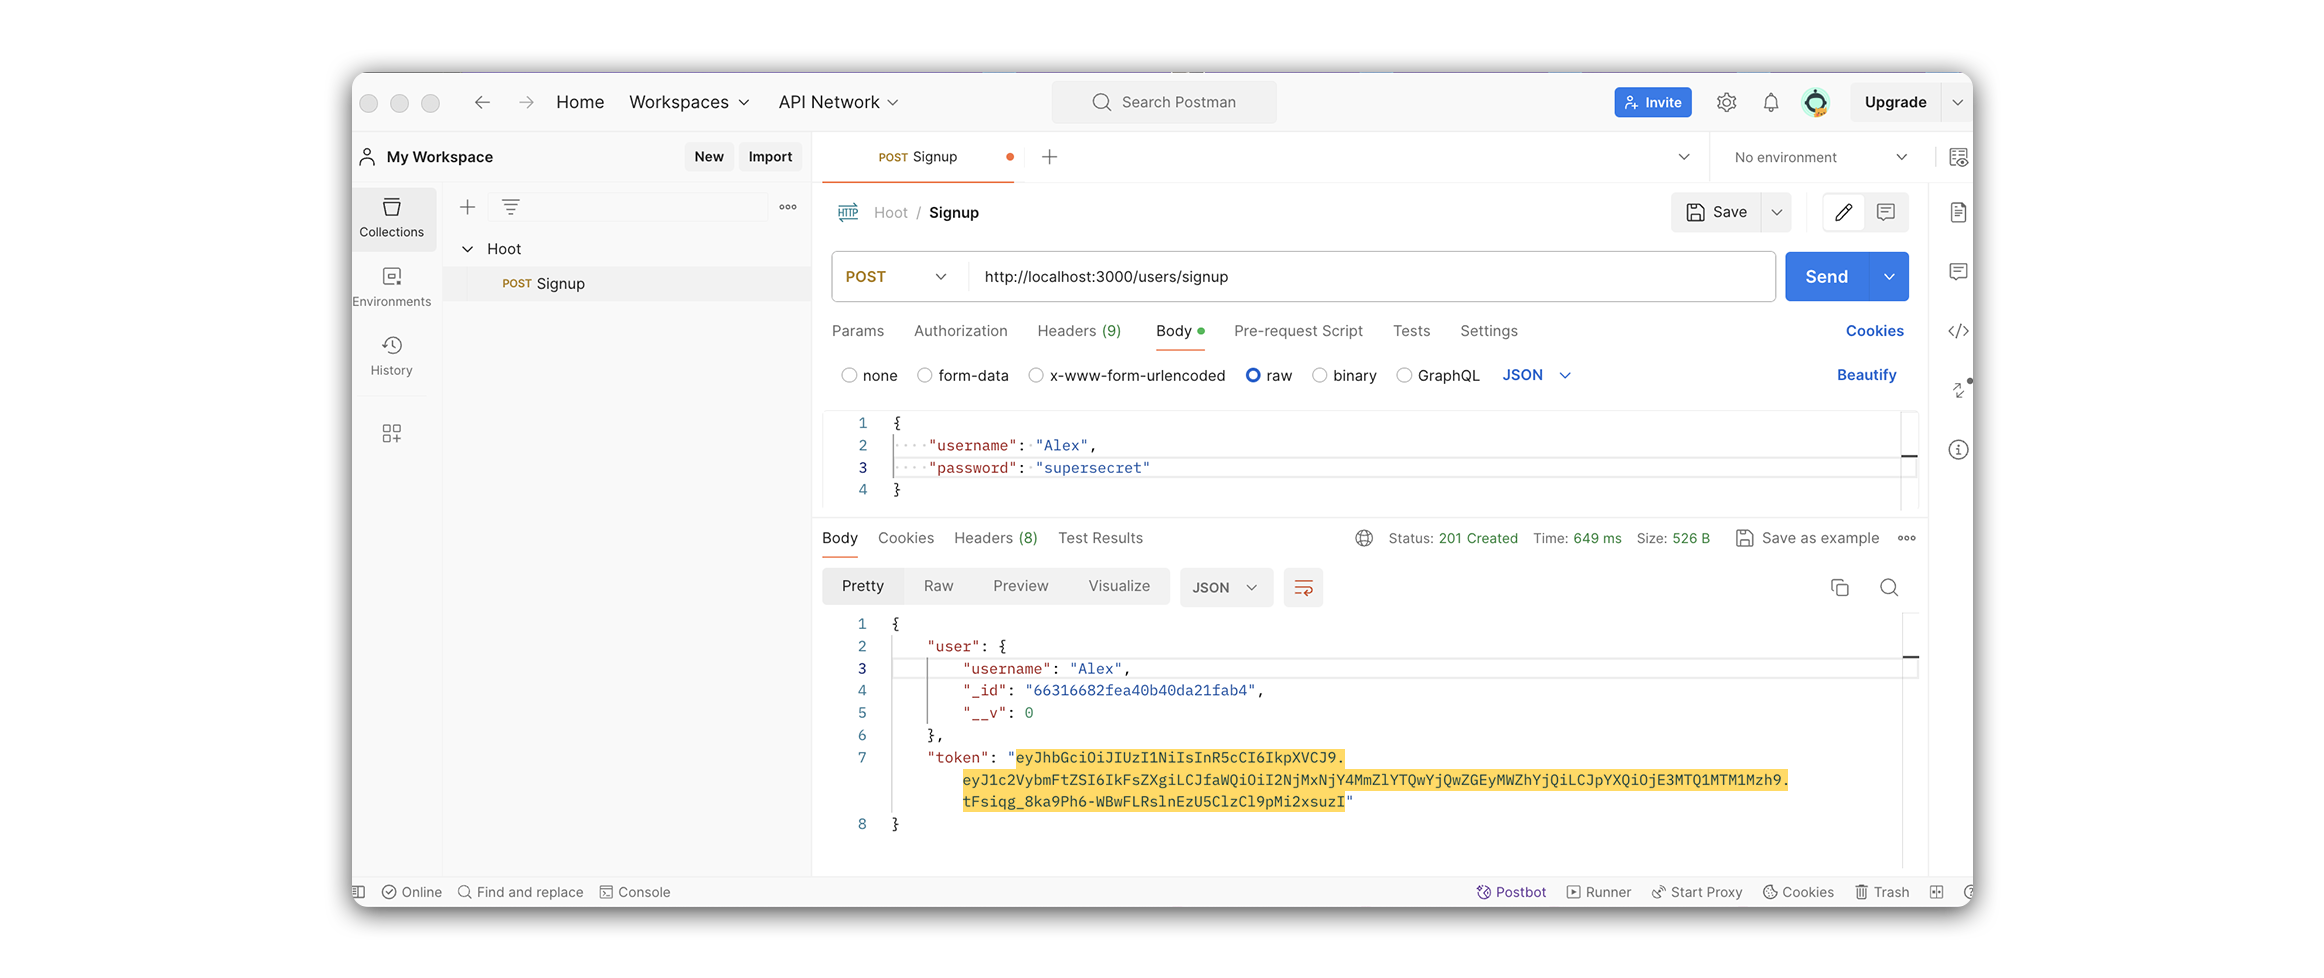 Home Workspaces API Network Search Postman Invite Upgrade
My Workspace New Import POST Signup No environment
Collections
Environments
History
Hoot
POST Signup
HTTP Hoot / Signup Save
POST http://localhost:3000/users/signup Send
Params Authorization Headers (9) Body Pre-request Script Tests Settings Cookies
none form-data x-www-form-urlencoded raw binary GraphQL JSON Beautify
1 {
2 "username": "Alex",
3 "password": "supersecret"
4 }
Body Cookies Headers (8) Test Results Status: 201 Created Time: 649 ms Size: 526 B Save as example
Pretty Raw Preview Visualize JSON
1 {
2 "user": {
3 "username": "Alex",
4 "_id": "66316682fea40b40da21fab4",
5 "__v": 0
6 },
7 "token": "eyJhbGciOiJIUzI1NiIsInR5cCI6IkpXVCJ9.
eyJ1c2VybmFtZSI6IkFsZXgiLCJfaWQiOiI2NjMxNjY4MmZlYTQwYjQwZGEyMWZhYjQiLCJpYXQiOjE3MTQ1MTM1Mzh9.
tFsiqg_8ka9Ph6-WBwFLRslnEzU5ClzCl9pMi2xsuzI"
8 }
Online Find and replace Console Postbot Runner Start Proxy Cookies Trash